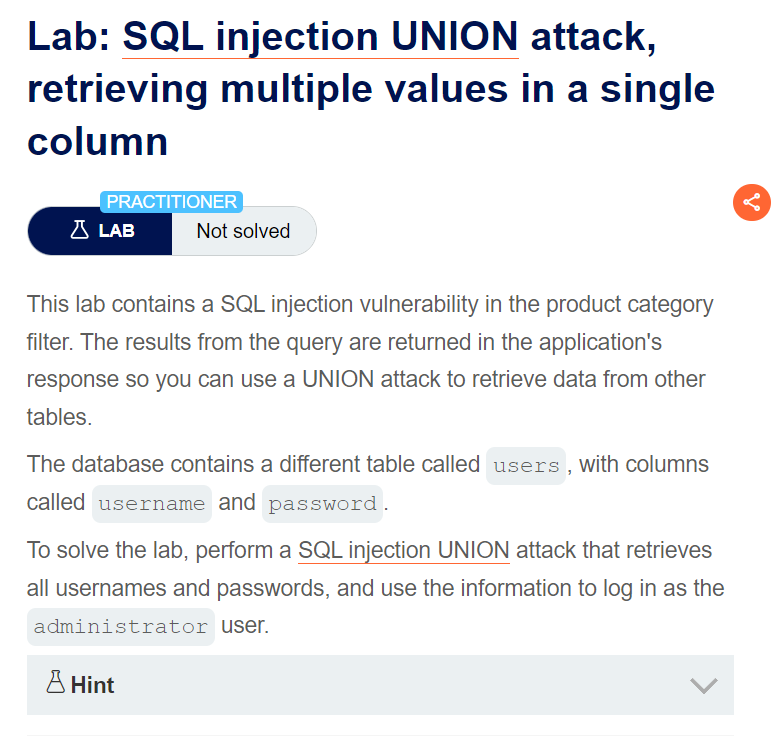 Lab: SQL injection UNION attack,
retrieving multiple values in a single
column
PRACTITIONER
LAB Not solved
This lab contains a SQL injection vulnerability in the product category
filter. The results from the query are returned in the application's
response so you can use a UNION attack to retrieve data from other
tables.
The database contains a different table called users, with columns
called username and password.
To solve the lab, perform a SQL injection UNION attack that retrieves
all usernames and passwords, and use the information to log in as the
administrator user.
Hint